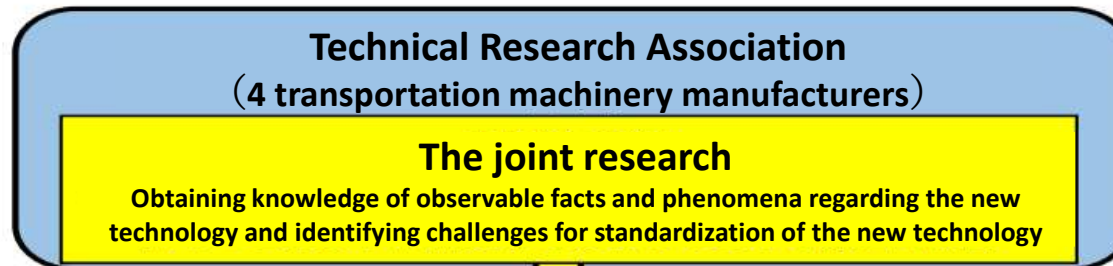 Technical Research Association
（4 transportation machinery manufacturers）
The joint research
Obtaining knowledge of observable facts and phenomena regarding the new
technology and identifying challenges for standardization of the new technology